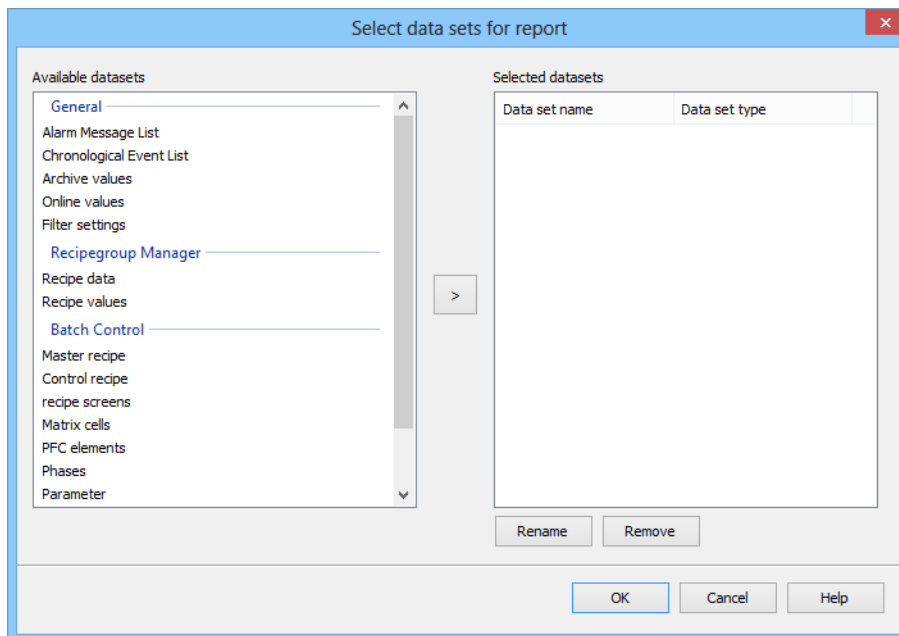 Select data sets for report
Available datasets
General
Alarm Message List
Chronological Event List
Archive values
Online values
Filter settings
Recipegroup Manager
Recipe data
Recipe values
Batch Control
Master recipe
Control recipe
recipe screens
Matrix cells
PFC elements
Phases
Parameter
>
Selected datasets
Data set name Data set type
Rename Remove
OK Cancel Help